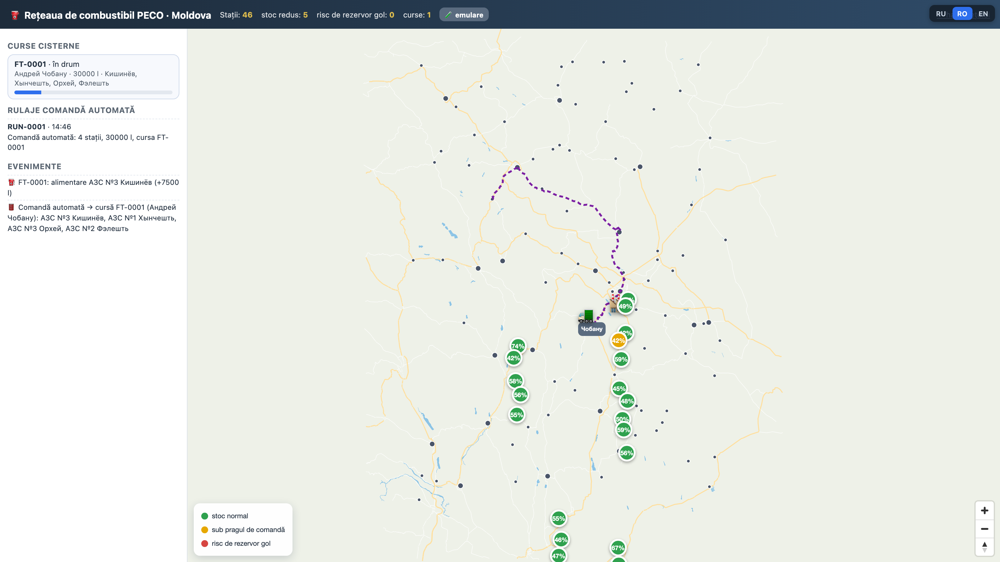 Rețeaua de combustibil PECO · Moldova
Stații: 46
stoc redus: 5
risc de rezervor gol: 0
curse: 1
emulare
RU
RO
EN
CURSE CISTERNE
FT-0001 · în drum
Андрей Чобану · 30000 l · Кишинёв,
Хынчешть, Орхей, Фэлешть
RULAJE COMANDĂ AUTOMATĂ
RUN-0001 · 14:46
Comandă automată: 4 stații, 30000 l, cursa FT-
0001
EVENIMENTE
FT-0001: alimentare АЗС №3 Кишинёв (+7500
l)
Comandă automată → cursă FT-0001 (Андрей
Чобану): АЗС №3 Кишинёв, АЗС №1 Хынчешть,
АЗС №3 Орхей, АЗС №2 Фэлешть
49%
Чобану
42%
59%
74%
42%
58%
56%
55%
45%
48%
50%
59%
56%
55%
46%
47%
67%
stoc normal
sub pragul de comandă
risc de rezervor gol